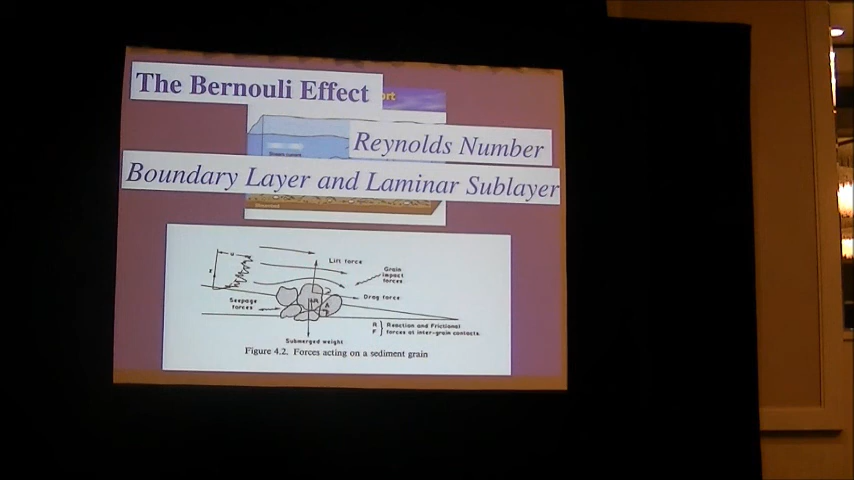 The Bernouli Effect
ort
Reynolds Number
Boundary Layer and Laminar Sublayer
Lift force
Grain
impact
forces
Drag force
Seepage
forces
R } Reaction and Frictional
F } forces at inter-grain contacts.
Submerged weight
Figure 4.2. Forces acting on a sediment grain